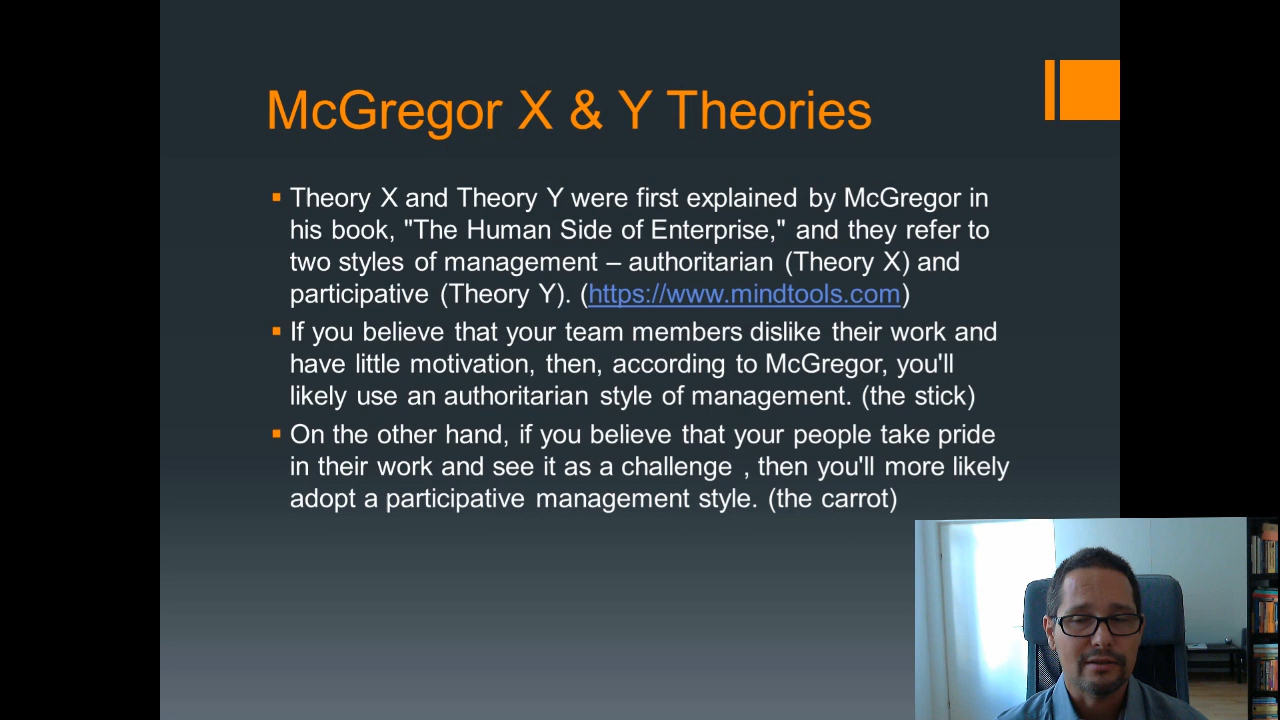 McGregor X & Y Theories
Theory X and Theory Y were first explained by McGregor in
his book, "The Human Side of Enterprise," and they refer to
two styles of management – authoritarian (Theory X) and
participative (Theory Y). (https://www.mindtools.com)
If you believe that your team members dislike their work and
have little motivation, then, according to McGregor, you'll
likely use an authoritarian style of management. (the stick)
On the other hand, if you believe that your people take pride
in their work and see it as a challenge , then you'll more likely
adopt a participative management style. (the carrot)